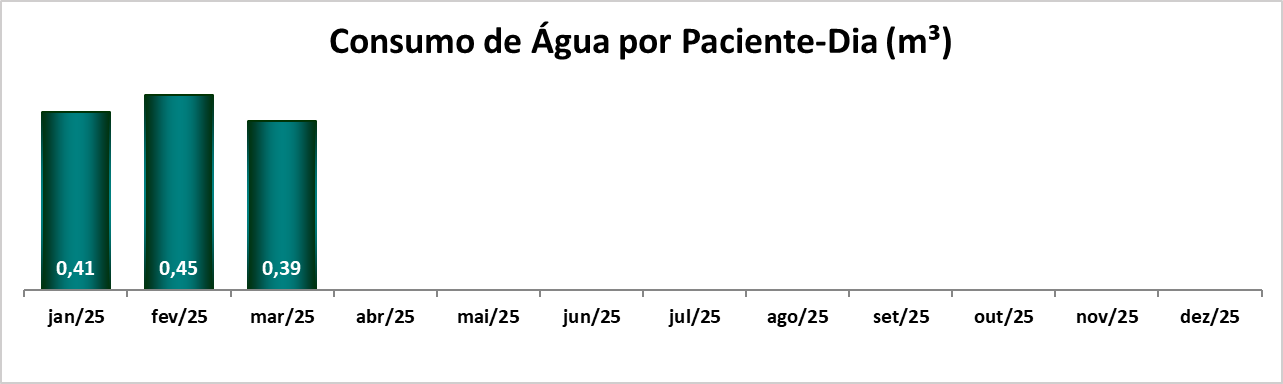 Consumo de Água por Paciente-Dia (m³)
0,41 0,45 0,39
jan/25 fev/25 mar/25 abr/25 mai/25 jun/25 jul/25 ago/25 set/25 out/25 nov/25 dez/25